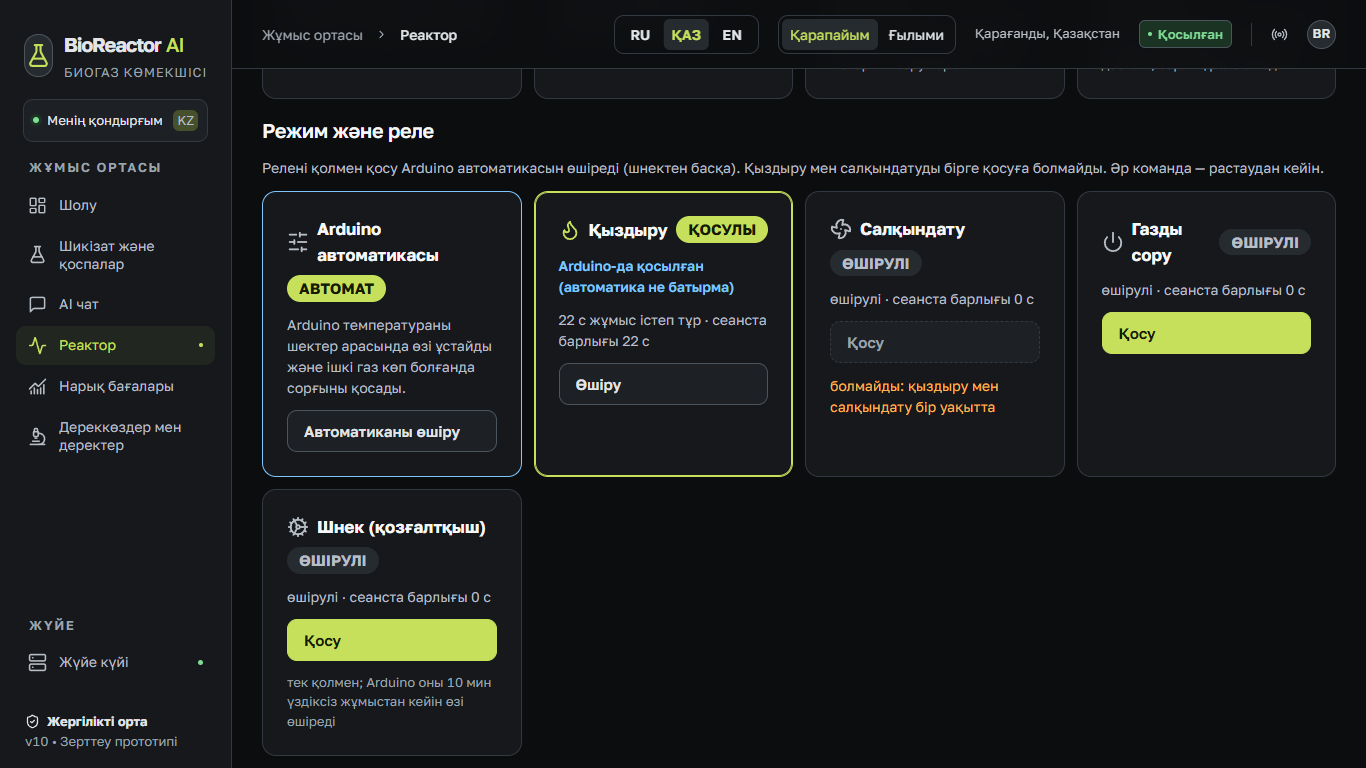 BioReactor AI
БИОГАЗ КӨМЕКШІСІ
Менің қондырғым KZ
ЖҰМЫС ОРТАСЫ
Шолу
Шикізат және
қоспалар
AI чат
Реактор
Нарық бағалары
Дереккөздер мен
деректер
ЖҮЙЕ
Жүйе күйі
Жергілікті орта
v10 • Зерттеу прототипі
Жұмыс ортасы > Реактор
RU ҚАЗ EN
Қарапайым Ғылыми
Қарағанды, Қазақстан
• Қосылған
BR
Режим және реле
Релені қолмен қосу Arduino автоматикасын өшіреді (шнектен басқа). Қыздыру мен салқындатуды бірге қосуға болмайды. Әр команда — растаудан кейін.
Arduino
автоматикасы
АВТОМАТ
Arduino температураны
шектер арасында өзі ұстайды
және ішкі газ көп болғанда
сорғыны қосады.
Автоматиканы өшіру
Қыздыру ҚОСУЛЫ
Arduino-да қосылған
(автоматика не батырма)
22 с жұмыс істеп тұр · сеанста
барлығы 22 с
Өшіру
Салқындату
ӨШІРУЛІ
өшірулі · сеанста барлығы 0 с
Қосу
болмайды: қыздыру мен
салқындату бір уақытта
Газды
сору
ӨШІРУЛІ
өшірулі · сеанста барлығы 0 с
Қосу
Шнек (қозғалтқыш)
ӨШІРУЛІ
өшірулі · сеанста барлығы 0 с
Қосу
тек қолмен; Arduino оны 10 мин
үздіксіз жұмыстан кейін өзі
өшіреді